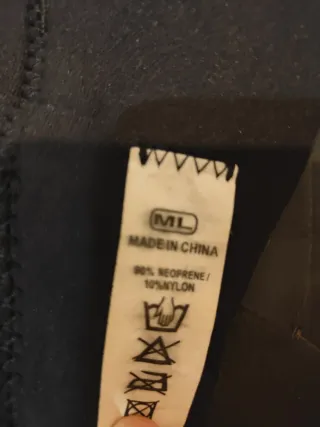 ML
MADE IN CHINA
90% NEOPRENE/
10%NYLON